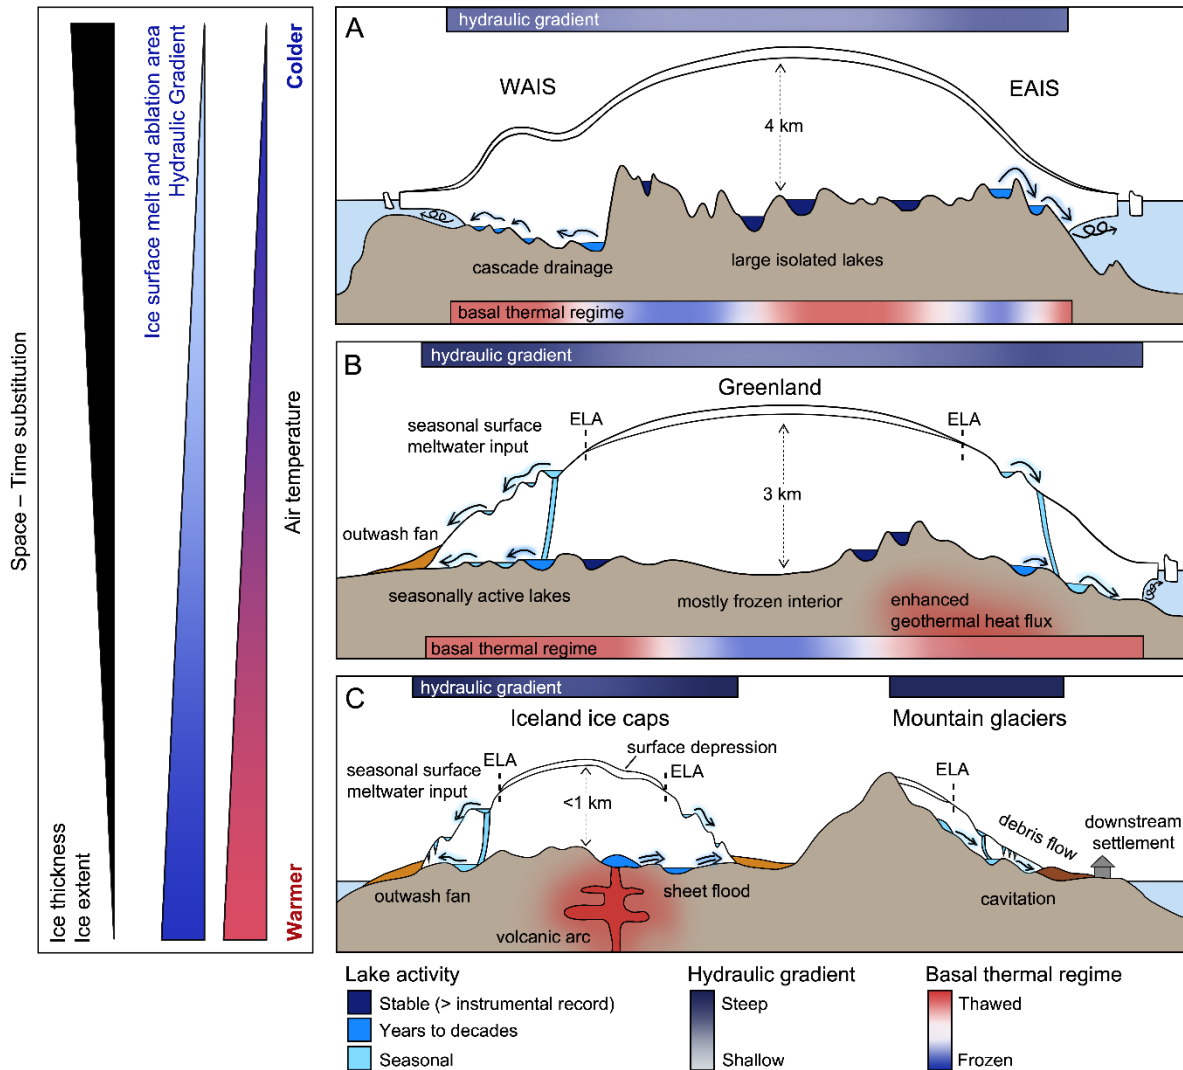 Space – Time substitution
Ice thickness
Ice extent
Ice surface melt and ablation area
Hydraulic Gradient
Air temperature
Colder
Warmer
A
hydraulic gradient
WAIS
EAIS
4 km
cascade drainage
large isolated lakes
basal thermal regime
B
hydraulic gradient
Greenland
ELA
ELA
seasonal surface
meltwater input
3 km
outwash fan
seasonally active lakes
mostly frozen interior
enhanced
geothermal heat flux
basal thermal regime
C
hydraulic gradient
Iceland ice caps
Mountain glaciers
surface depression
ELA
ELA
ELA
seasonal surface
meltwater input
<1 km
debris flow
downstream
settlement
outwash fan
sheet flood
cavitation
volcanic arc
Lake activity
Stable (> instrumental record)
Years to decades
Seasonal
Hydraulic gradient
Steep
Shallow
Basal thermal regime
Thawed
Frozen